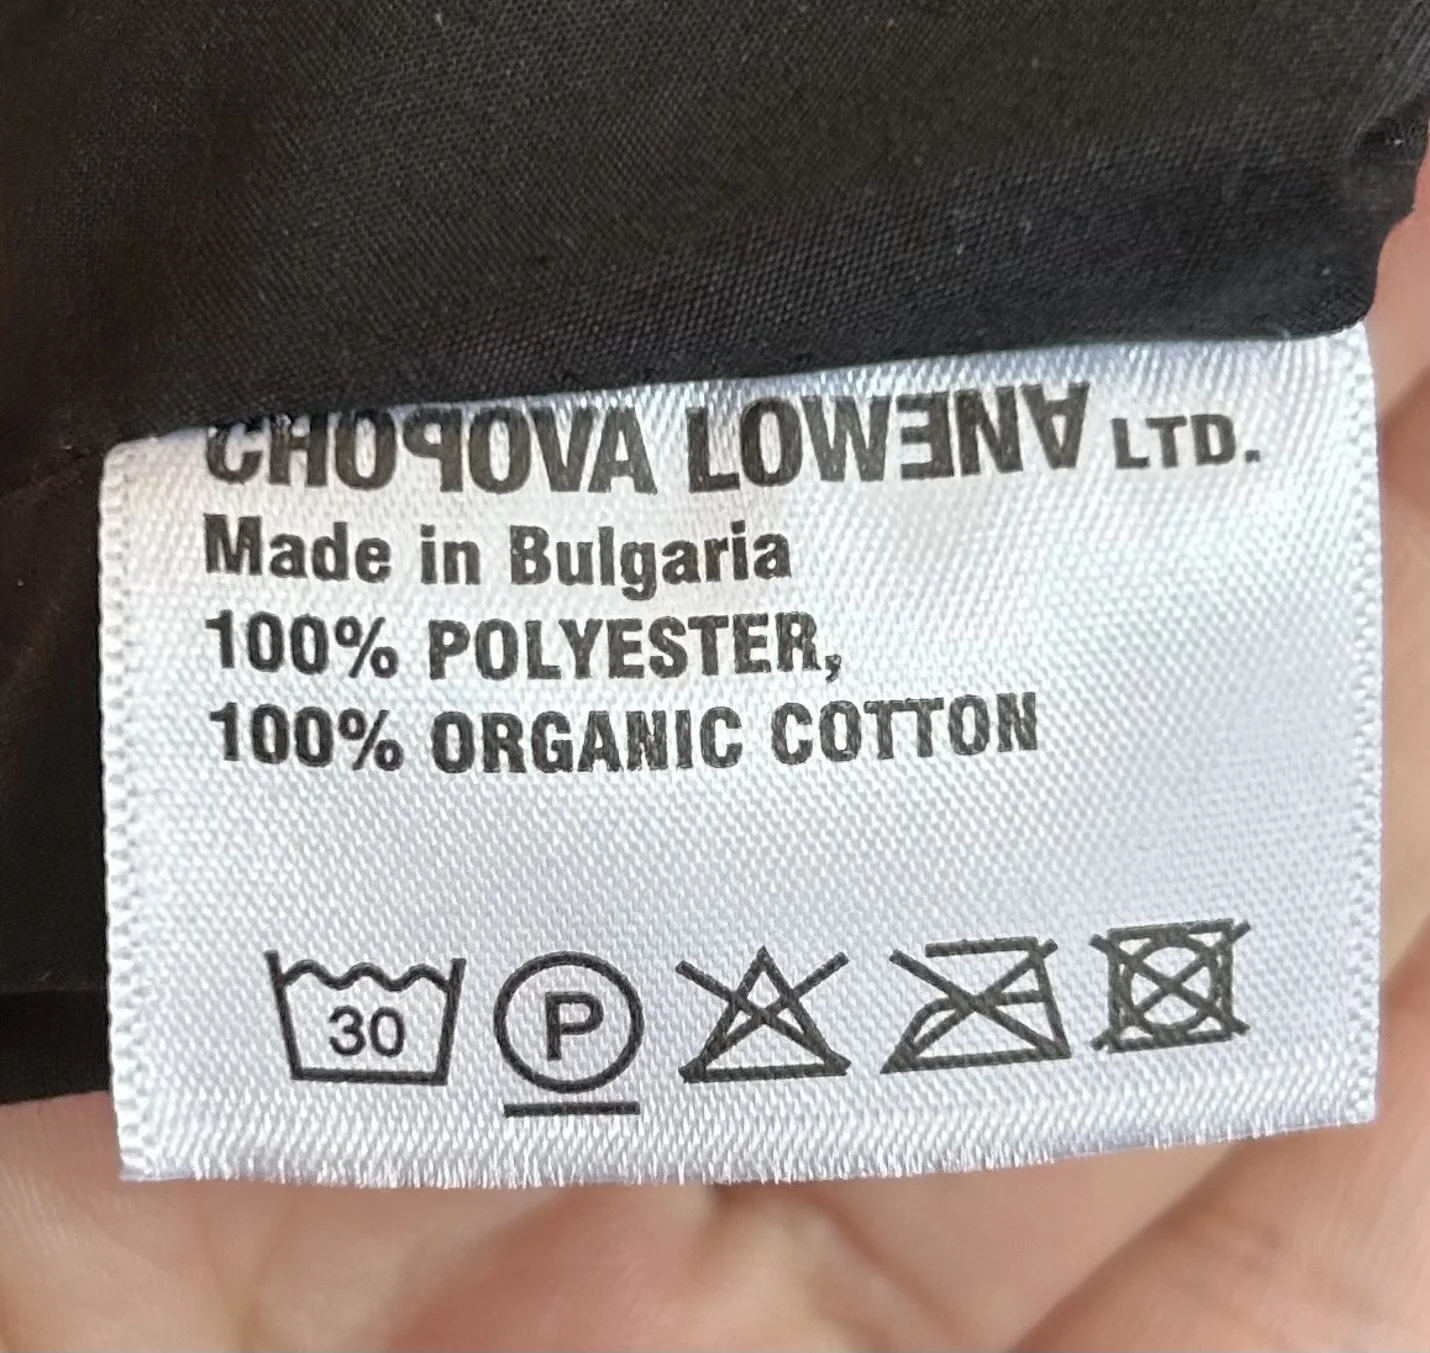 CHOPOVA LOWENA LTD.
Made in Bulgaria
100% POLYESTER,
100% ORGANIC COTTON
30 P